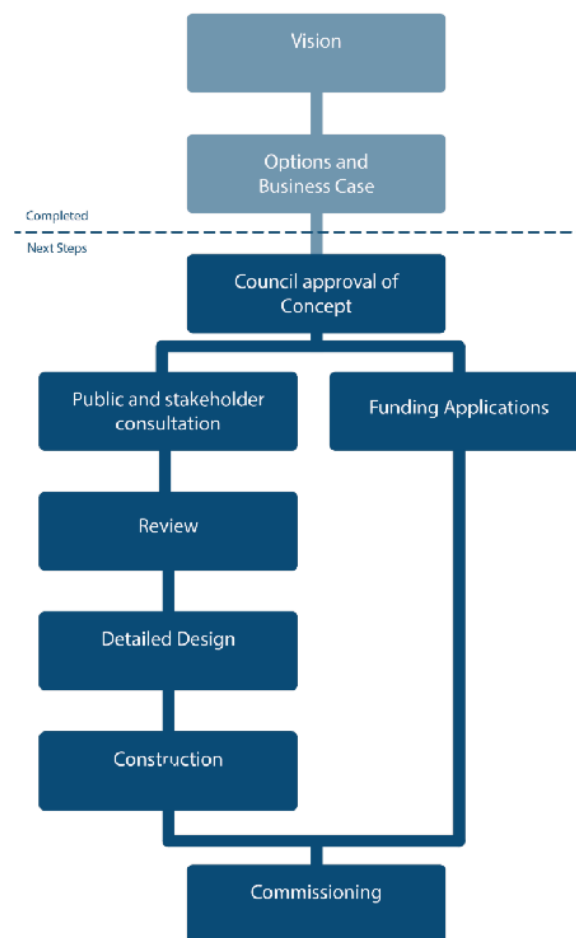 Vision
Options and
Business Case
Completed
Next Steps
Council approval of
Concept
Public and stakeholder
consultation
Funding Applications
Review
Detailed Design
Construction
Commissioning